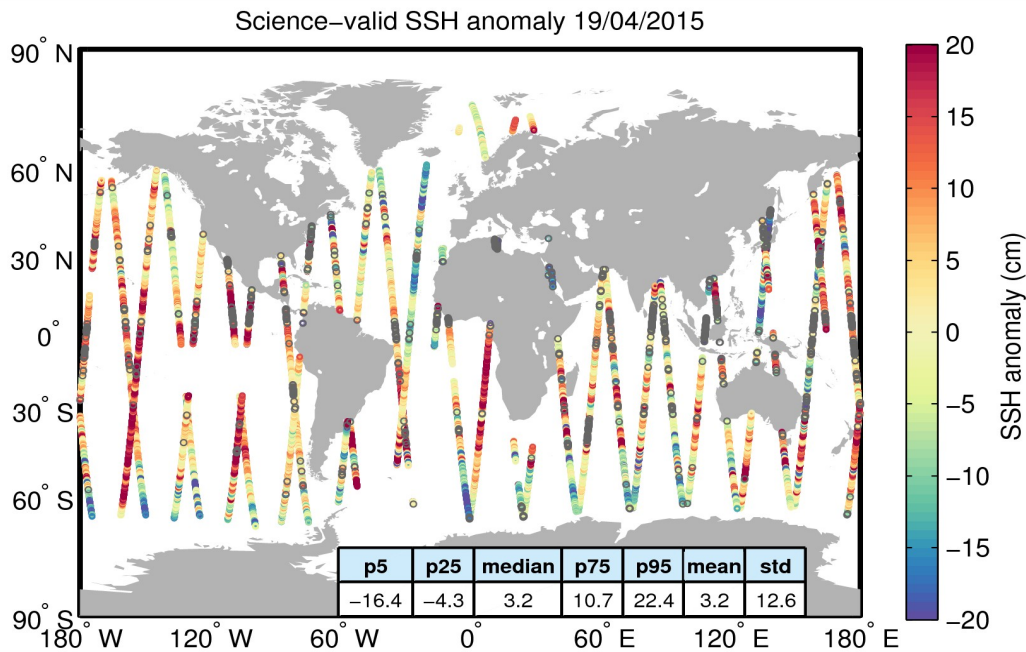 Science−valid SSH anomaly 19/04/2015
90° N
60° N
30° N
0°
30° S
60° S
90° S
180° W
120° W
60° W
0°
60° E
120° E
180° E
p5 p25 median p75 p95 mean std
−16.4 −4.3 3.2 10.7 22.4 3.2 12.6
20
15
10
5
0
−5
−10
−15
−20
SSH anomaly (cm)